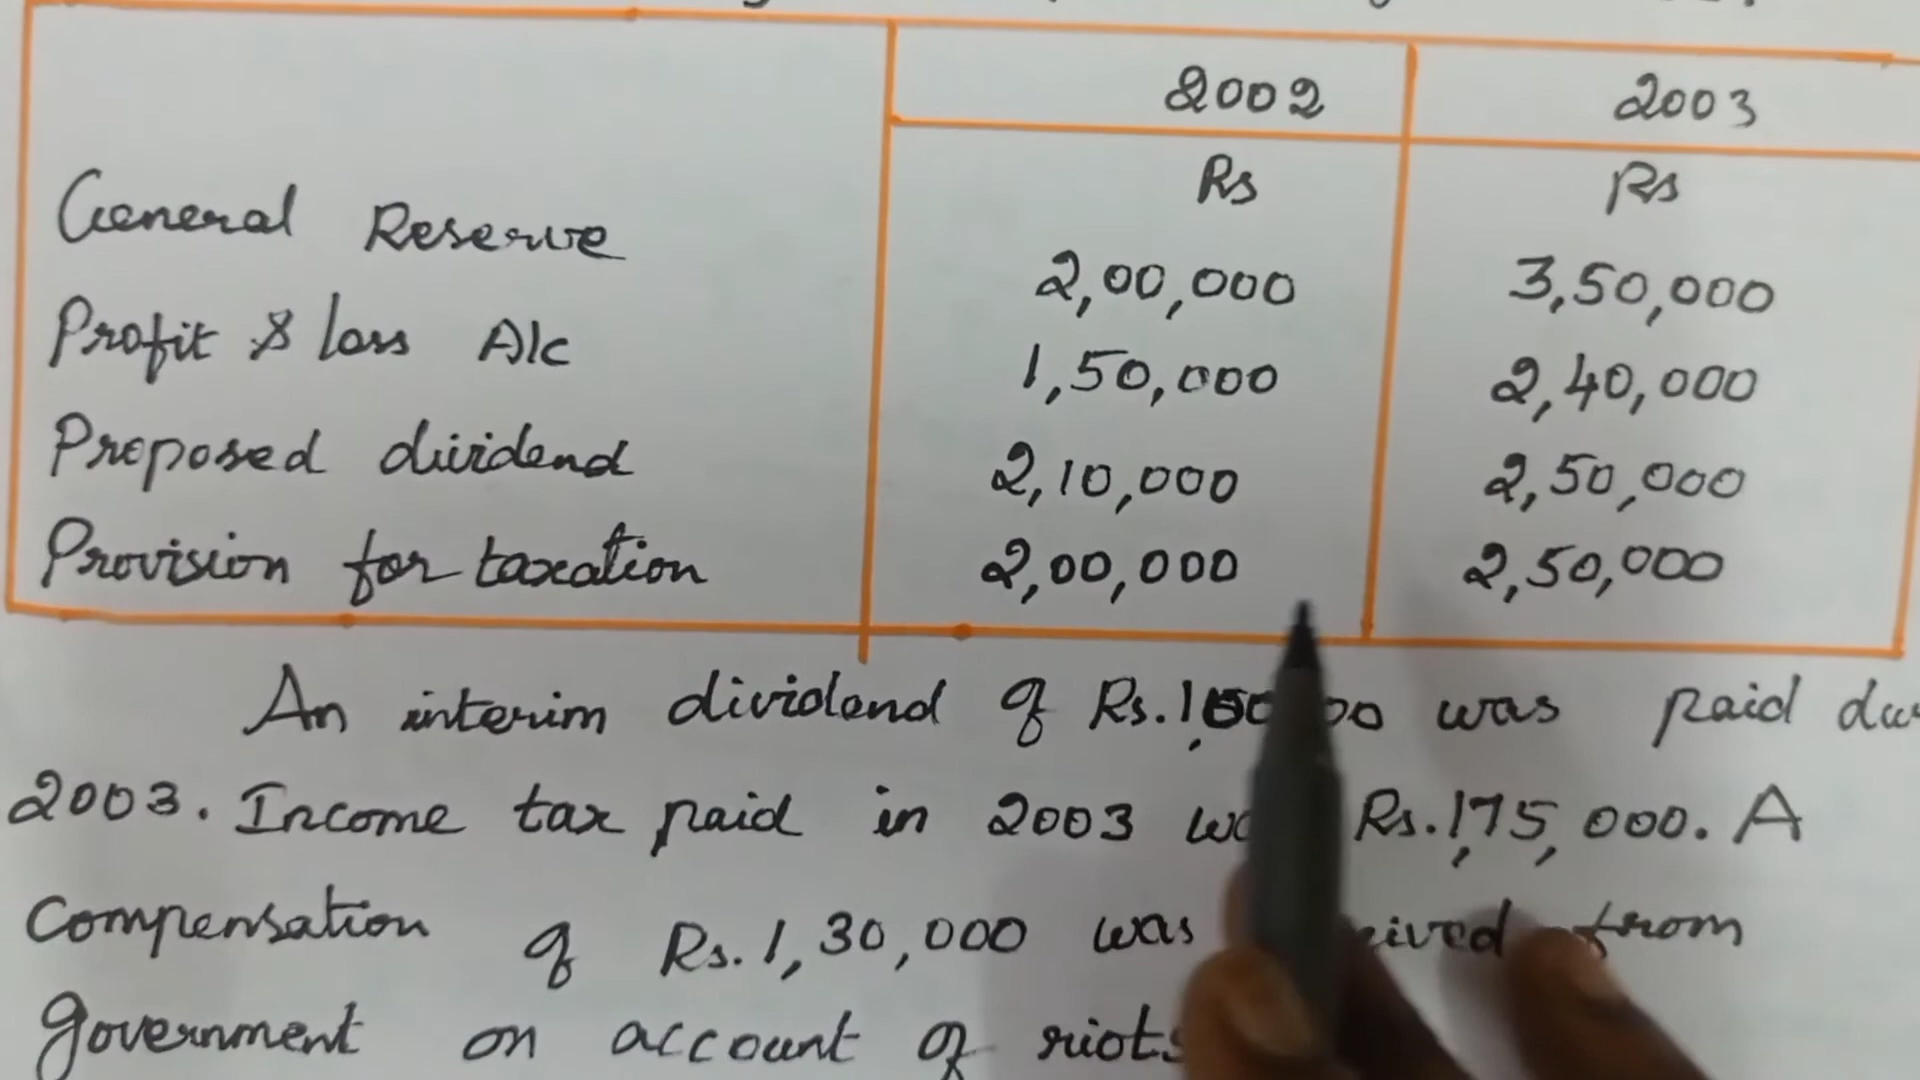 2002 2003
Rs Rs
General Reserve 2,00,000 3,50,000
Profit & loss A/c 1,50,000 2,40,000
Proposed dividend 2,10,000 2,50,000
Provision for taxation 2,00,000 2,50,000
An interim dividend of was paid
2003. Income tax paid in 2003 Rs.1,75,000. A
Compensation of Rs.1,30,000 was from
Government on account of riots